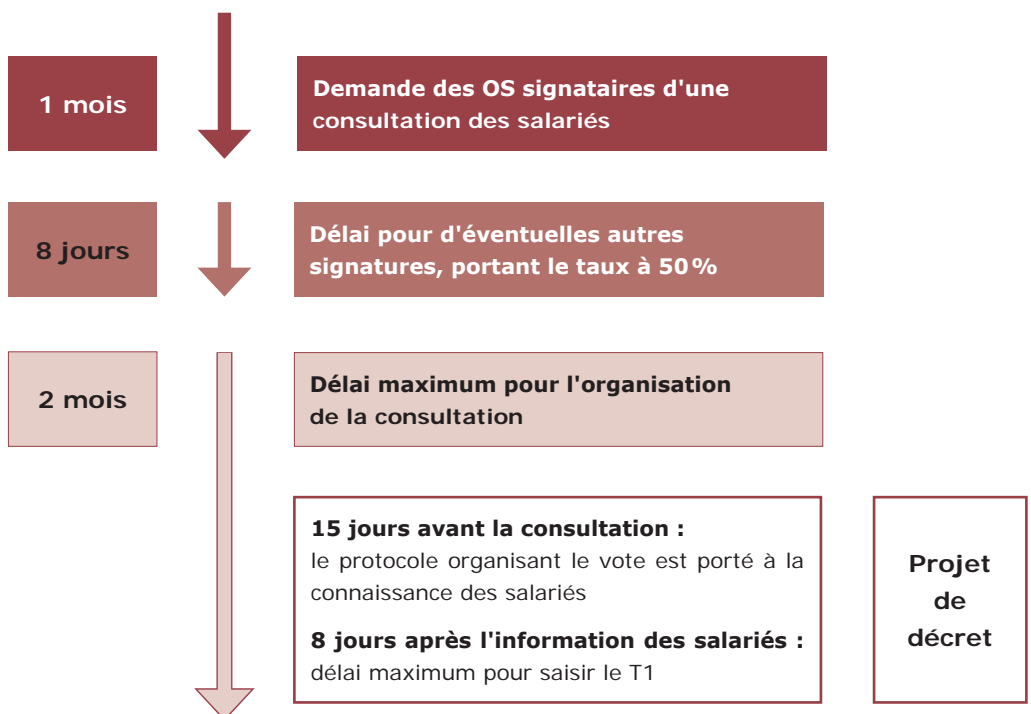 1 mois
Demande des OS signataires d'une
consultation des salariés
8 jours
Délai pour d'éventuelles autres
signatures, portant le taux à 50%
2 mois
Délai maximum pour l'organisation
de la consultation
15 jours avant la consultation :
le protocole organisant le vote est porté à la
connaissance des salariés
8 jours après l'information des salariés :
délai maximum pour saisir le T1
Projet
de
décret